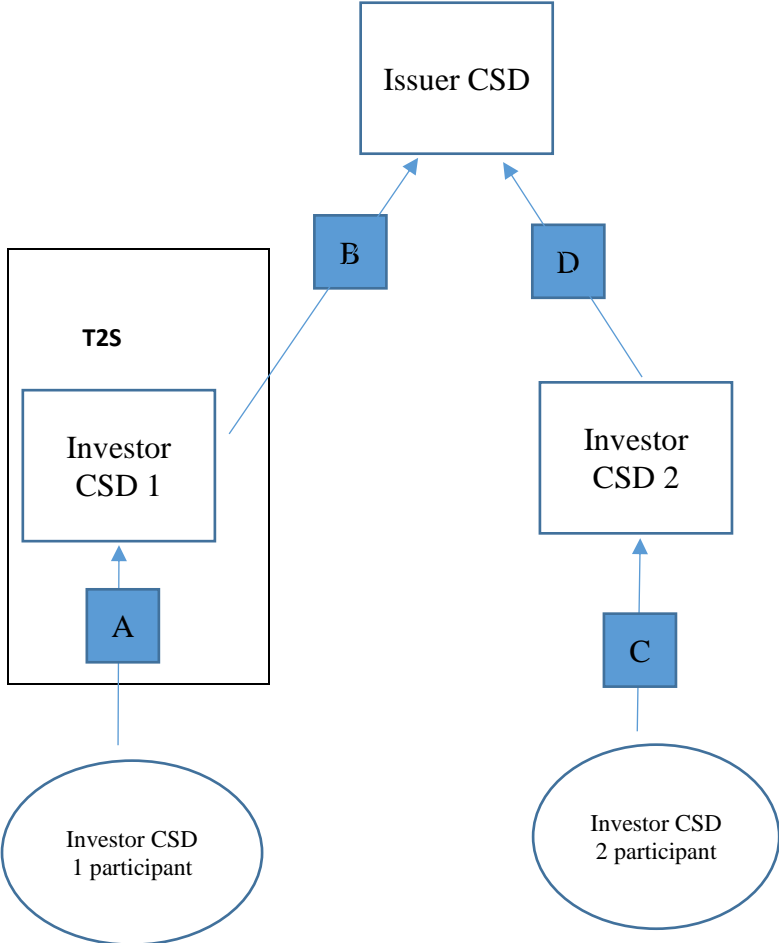 Issuer CSD
B
D
T2S
Investor
CSD 1
Investor
CSD 2
A
C
Investor CSD
1 participant
Investor CSD
2 participant